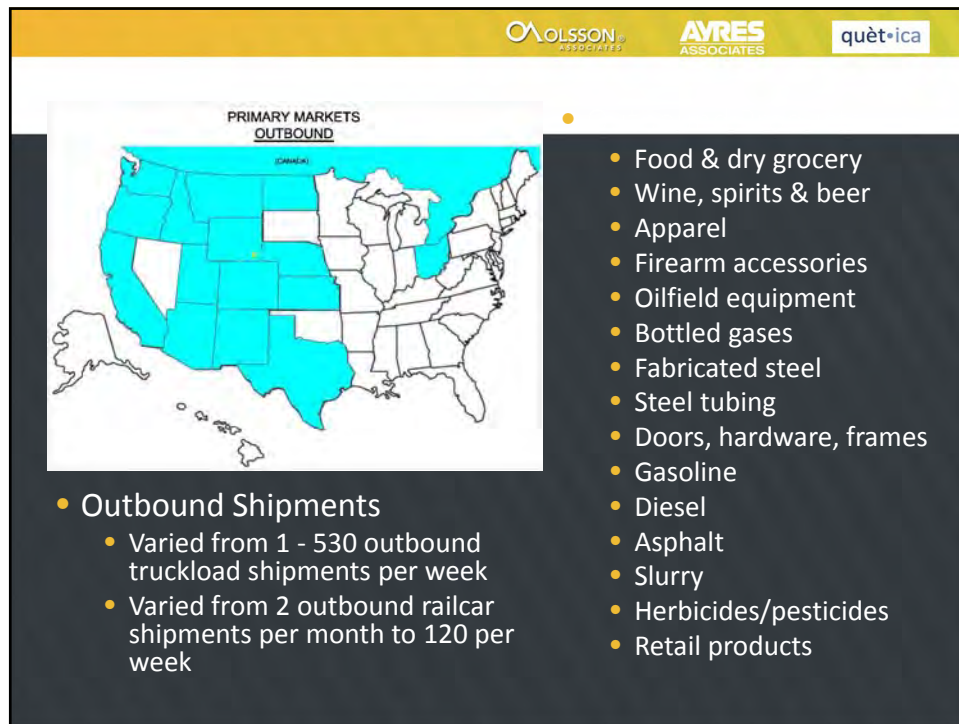 OLSSON ®
ASSOCIATES
AYRES
ASSOCIATES
quèt•ica
PRIMARY MARKETS
OUTBOUND
(CANADA)
• Outbound Shipments
• Varied from 1 - 530 outbound
truckload shipments per week
• Varied from 2 outbound railcar
shipments per month to 120 per
week
•
• Food & dry grocery
• Wine, spirits & beer
• Apparel
• Firearm accessories
• Oilfield equipment
• Bottled gases
• Fabricated steel
• Steel tubing
• Doors, hardware, frames
• Gasoline
• Diesel
• Asphalt
• Slurry
• Herbicides/pesticides
• Retail products